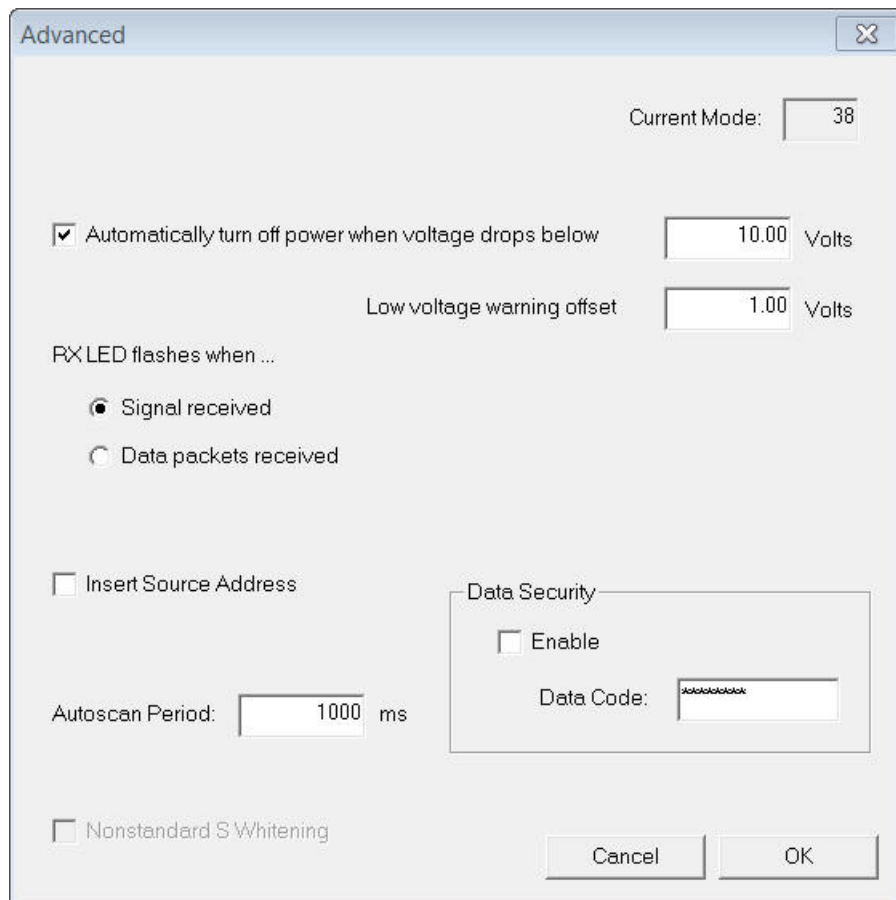 Advanced
Current Mode: 38
Automatically turn off power when voltage drops below 10.00 Volts
Low voltage warning offset 1.00 Volts
RX LED flashes when ...
Signal received
Data packets received
Insert Source Address
Data Security
Enable
Data Code: *********
Autoscan Period: 1000 ms
Nonstandard S Whitening
Cancel OK